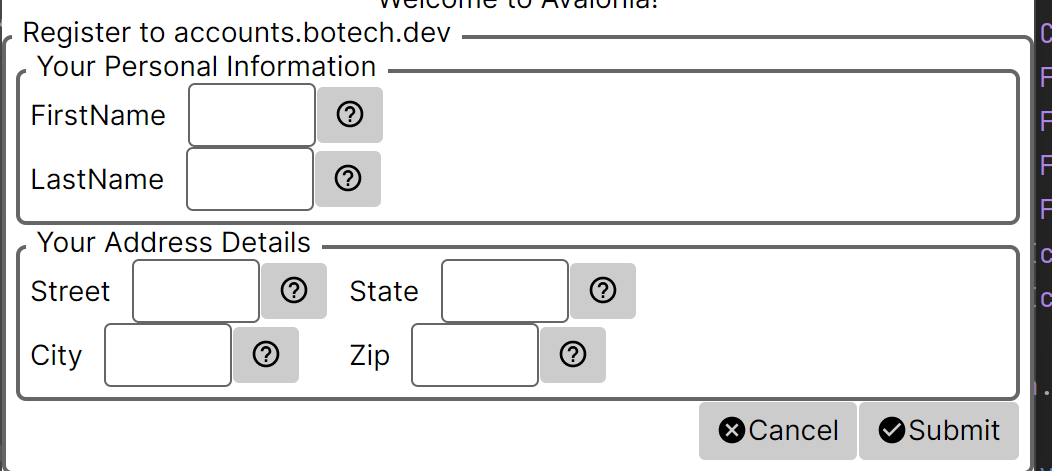 Welcome to Avalonia!
Register to accounts.botech.dev
Your Personal Information
FirstName
LastName
Your Address Details
Street State
City Zip
Cancel Submit